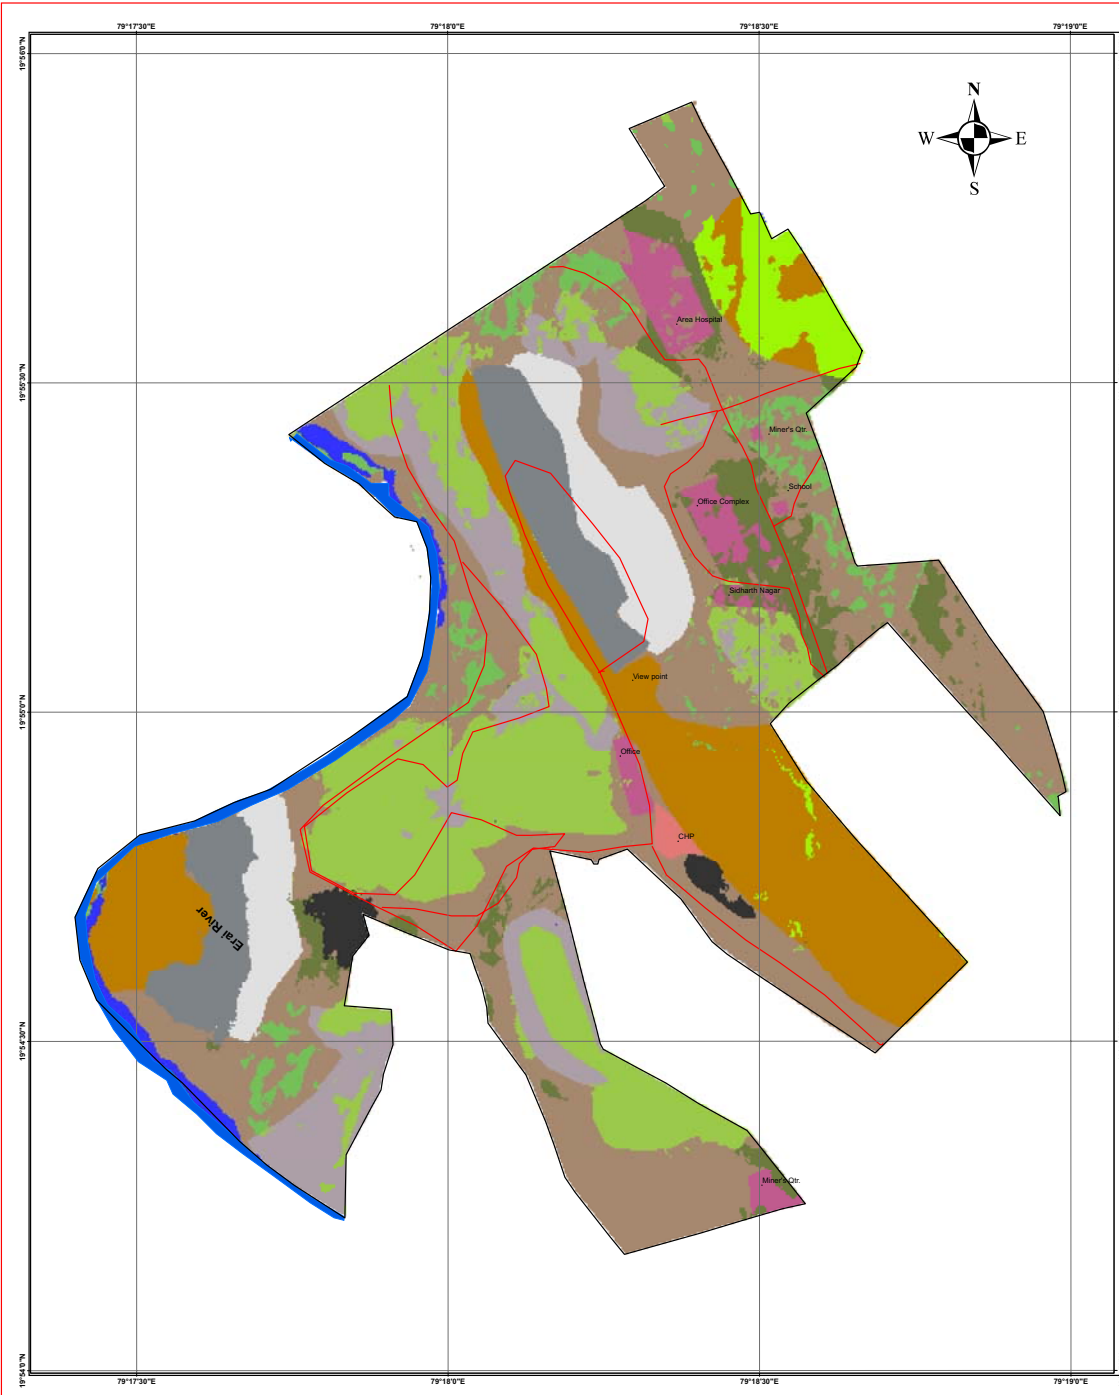 79°17'30"E 79°18'0"E 79°18'30"E 79°19'0"E
19°56'0"N
N
W E
S
Area Hospital
19°55'30"N
Miner's Qtr.
School
Office Complex
Sidharth Nagar
View point
19°55'0"N
Office
CHP
Erai River
19°54'30"N
Miner's Qtr.
19°54'0"N
79°17'30"E 79°18'0"E 79°18'30"E 79°19'0"E